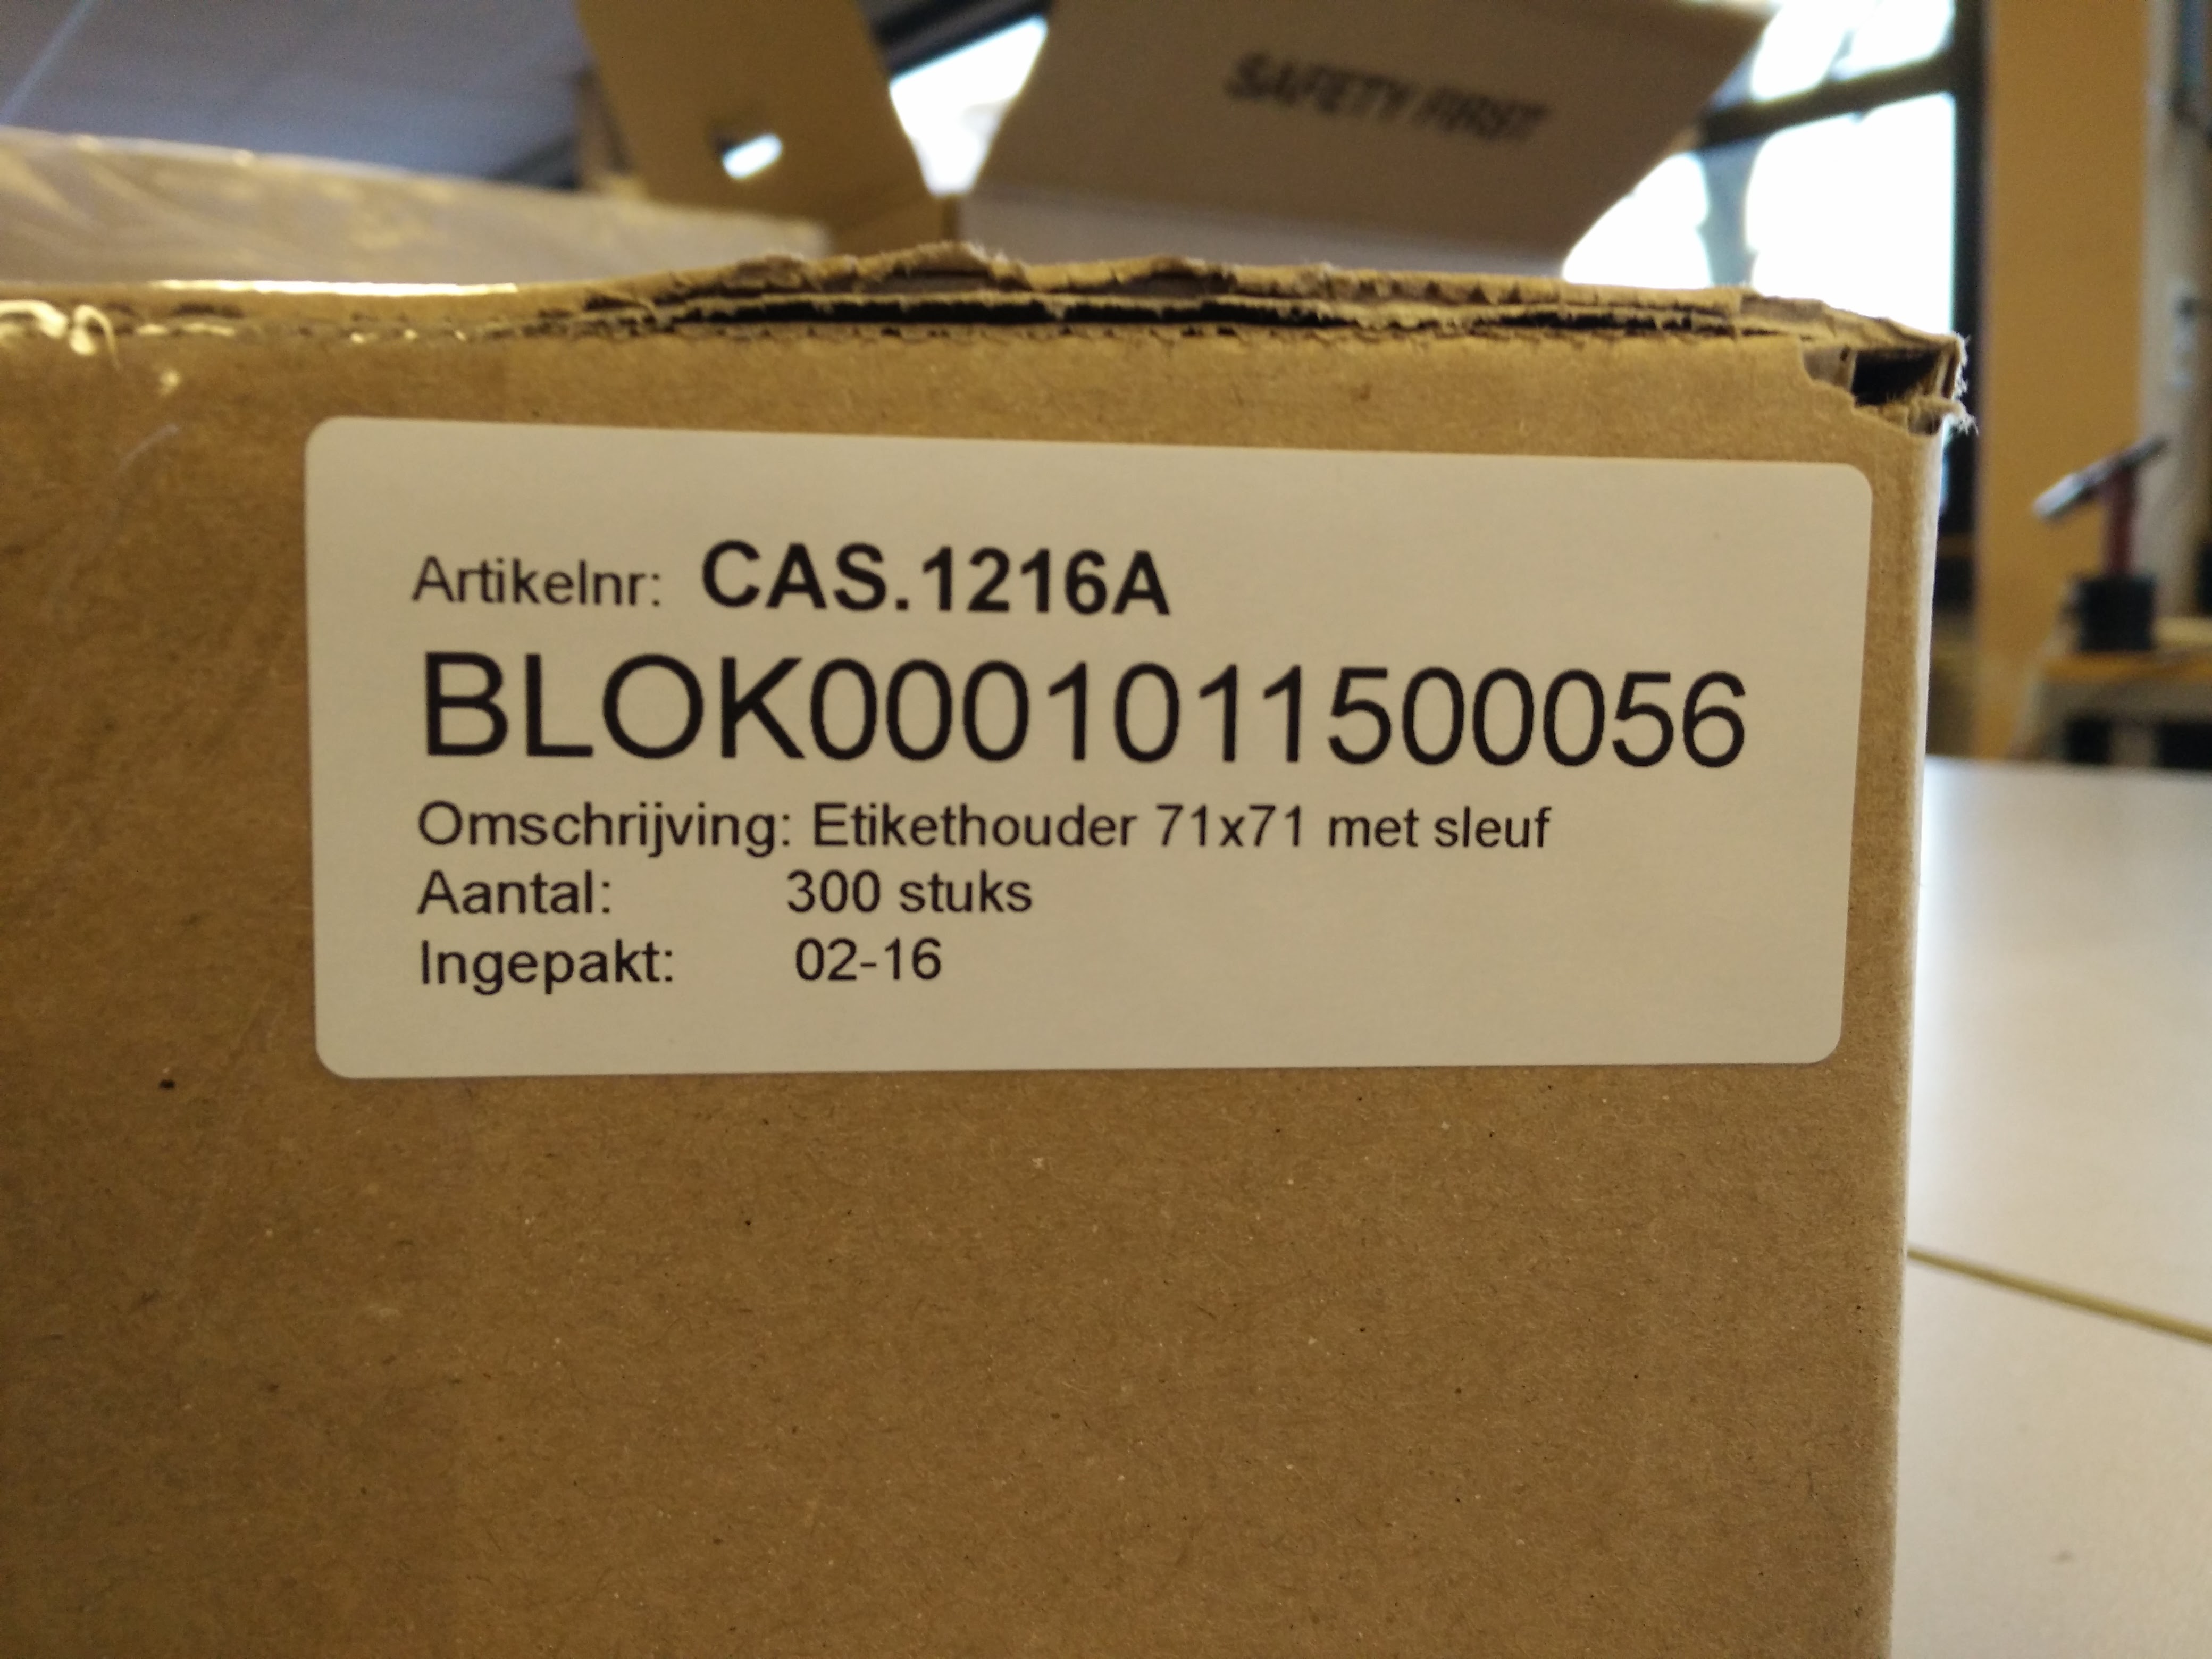 SAFETY FIRST
Artikelnr: CAS.1216A
BLOK0001011500056
Omschrijving: Etikethouder 71x71 met sleuf
Aantal: 300 stuks
Ingepakt: 02-16